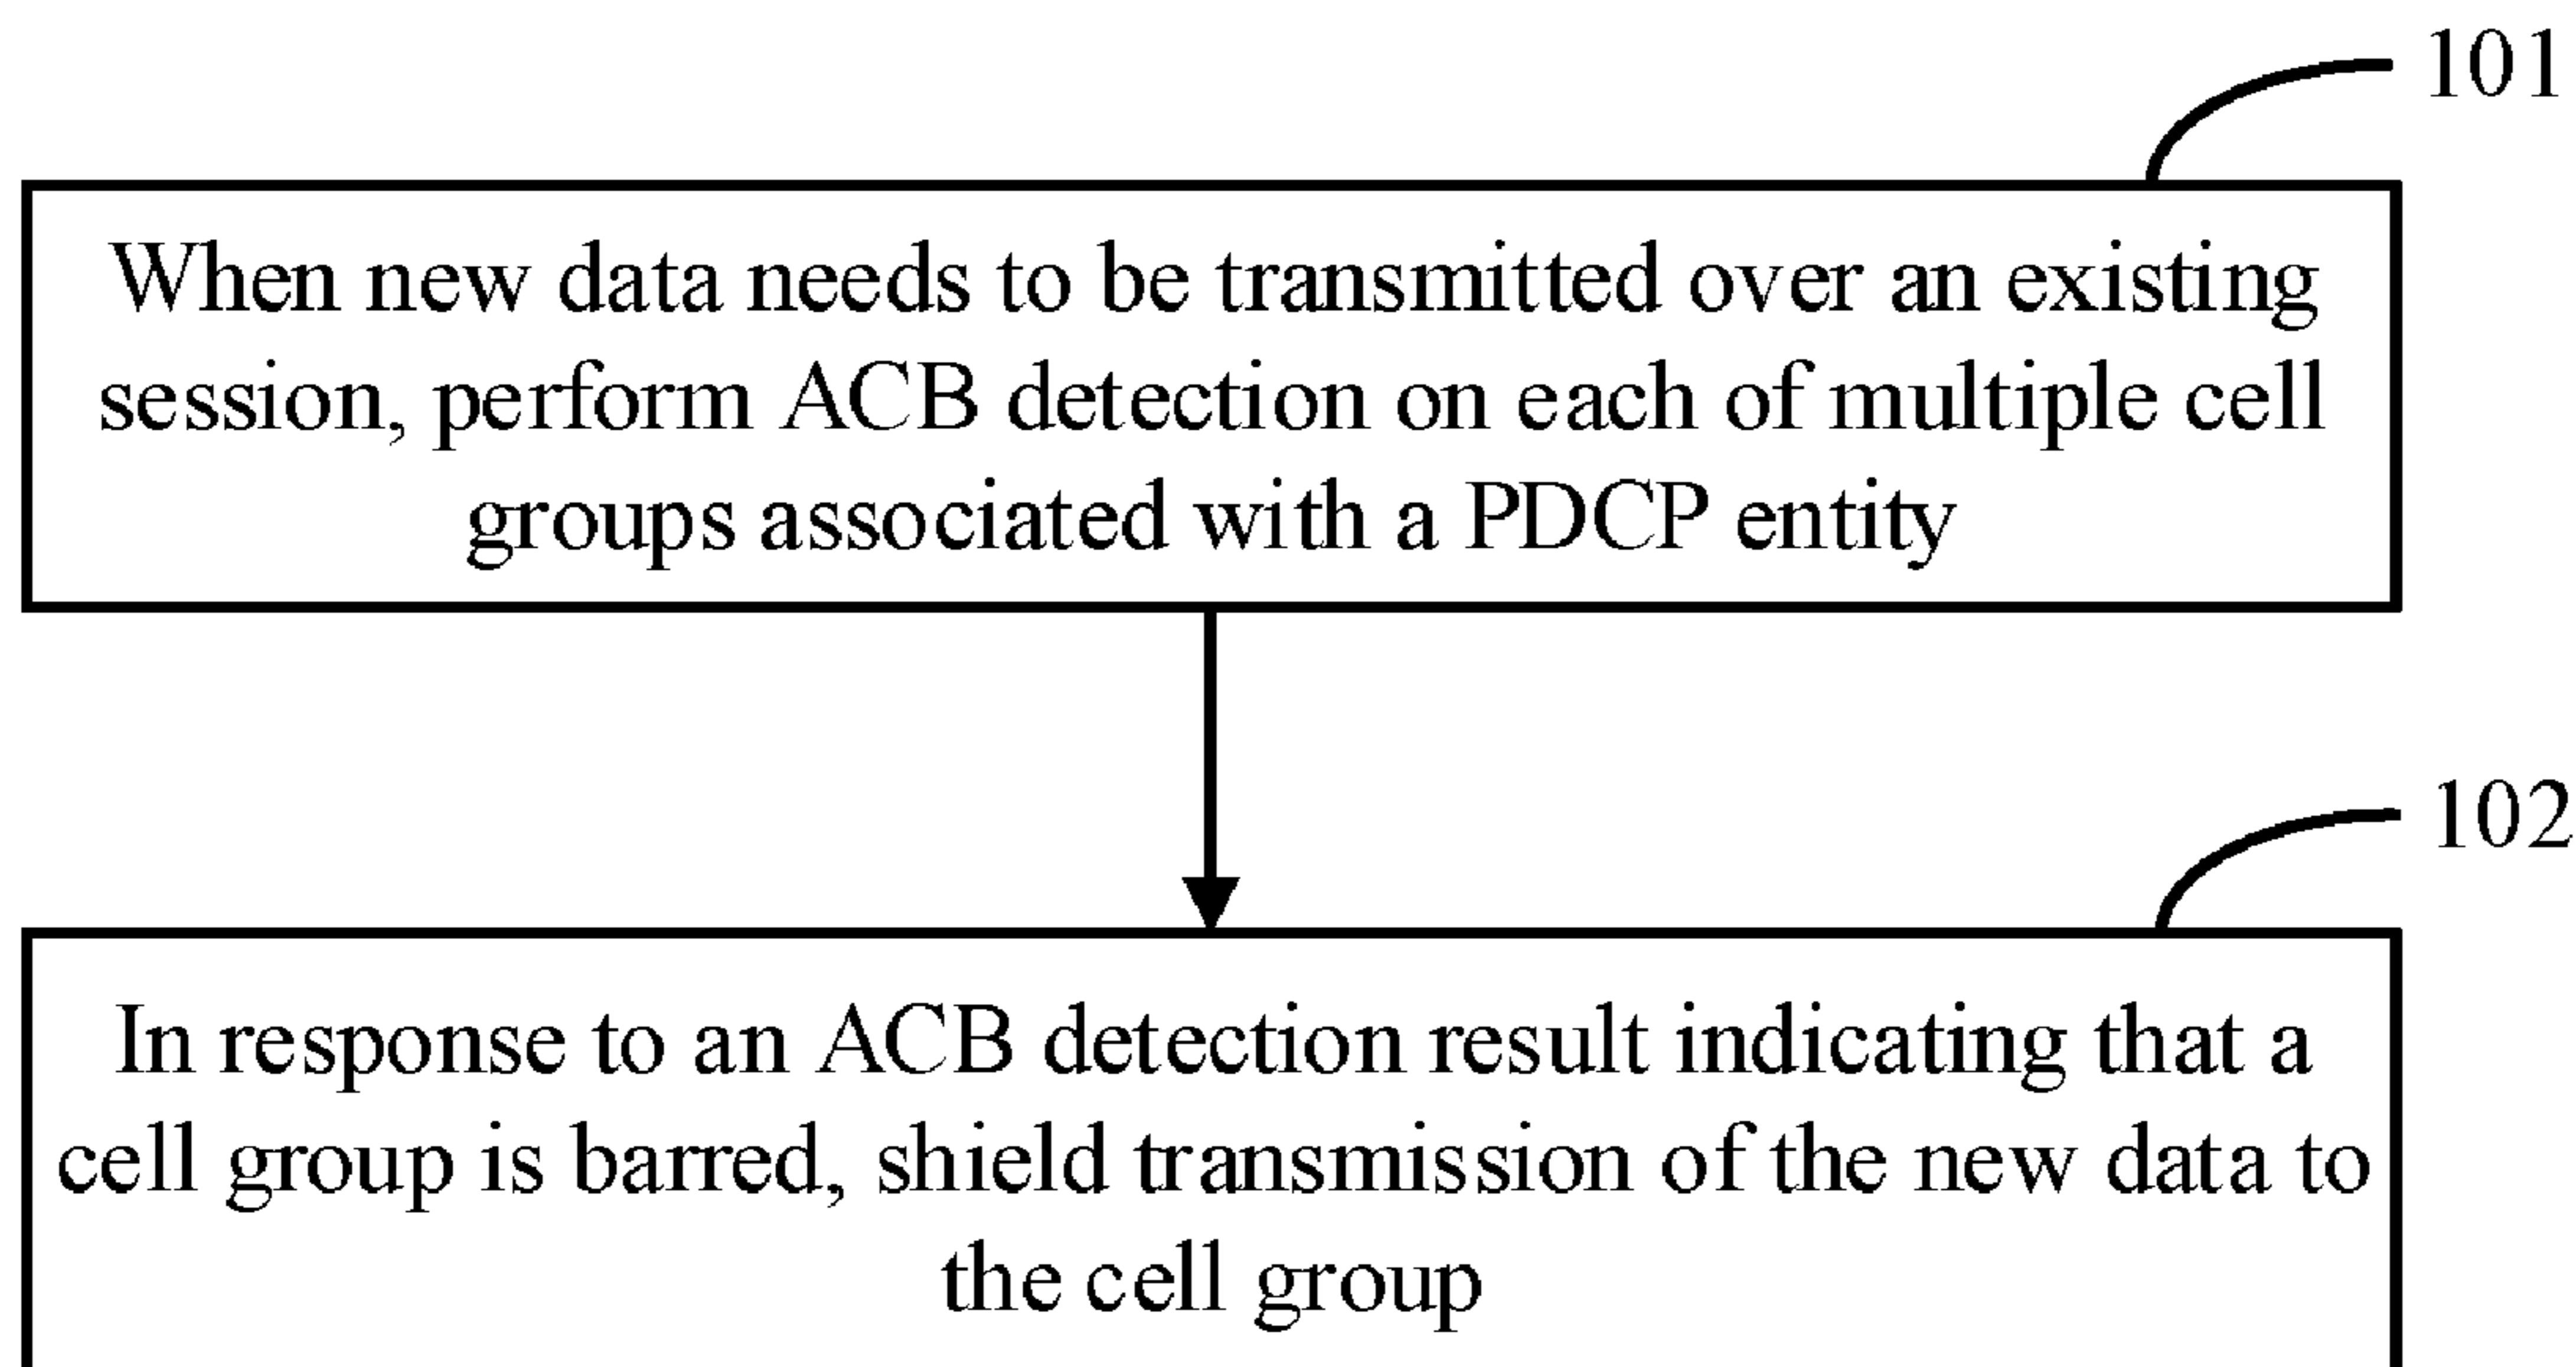 101
When new data needs to be transmitted over an existing
session, perform ACB detection on each of multiple cell
groups associated with a PDCP entity
102
In response to an ACB detection result indicating that a
cell group is barred, shield transmission of the new data to
the cell group